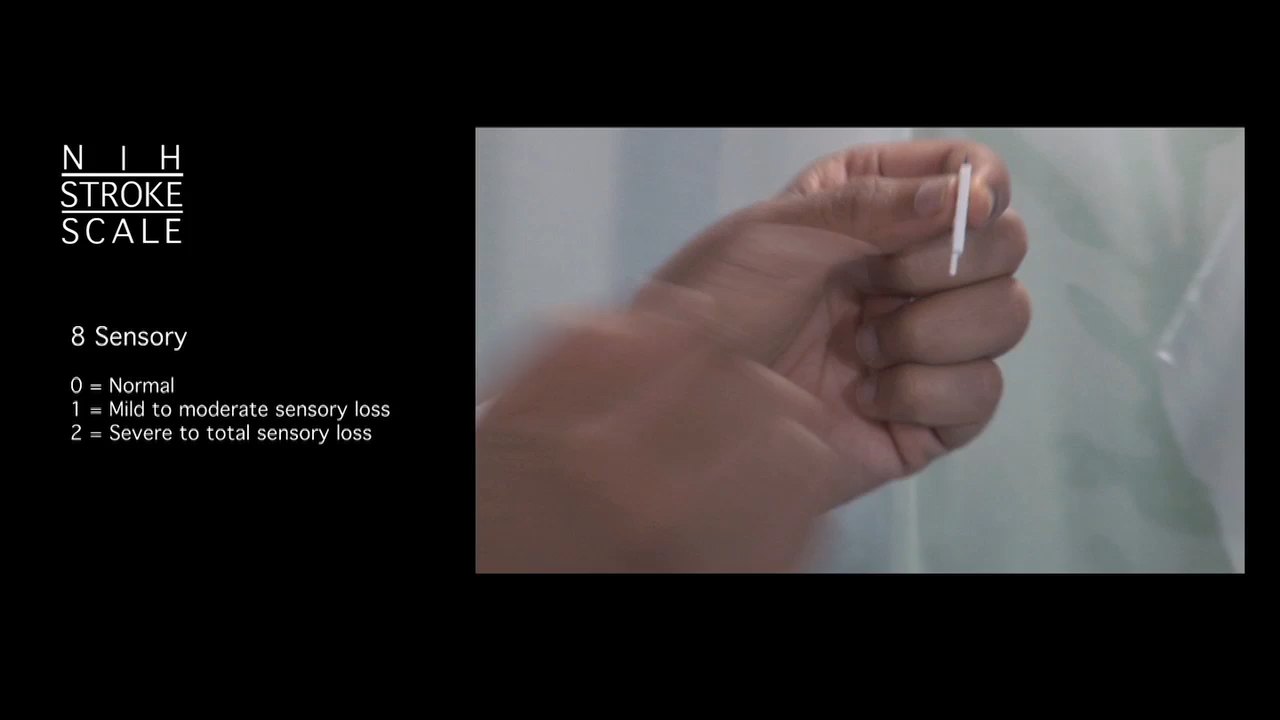 N I H
STROKE
SCALE
8 Sensory
0 = Normal
1 = Mild to moderate sensory loss
2 = Severe to total sensory loss